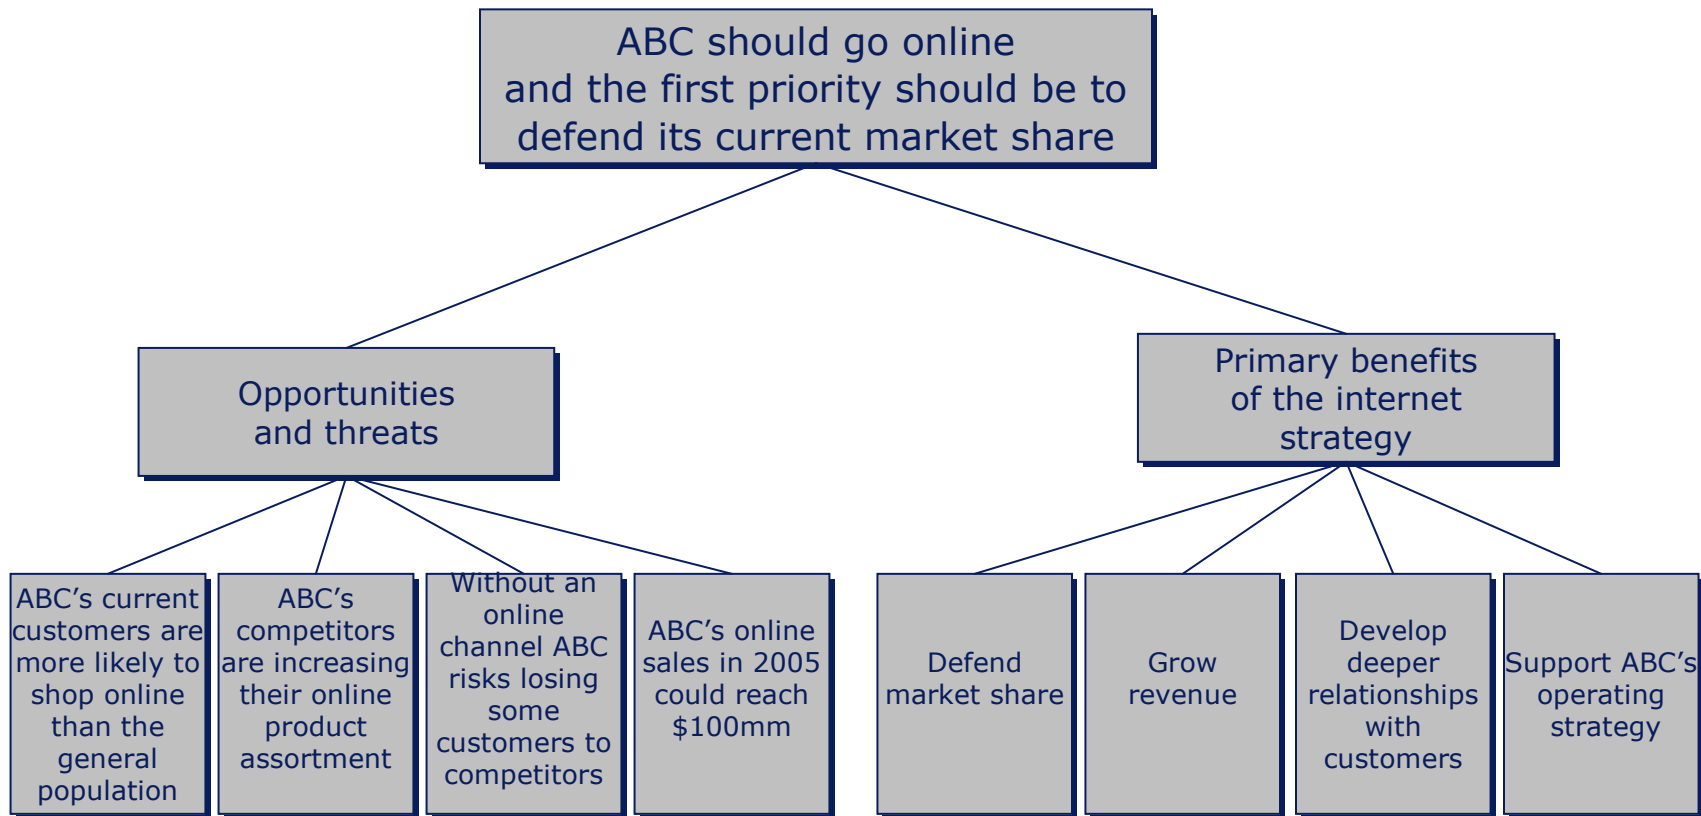 ABC should go online
and the first priority should be to
defend its current market share
Opportunities
and threats
Primary benefits
of the internet
strategy
ABC’s current
customers are
more likely to
shop online
than the
general
population
ABC’s
competitors
are increasing
their online
product
assortment
Without an
online
channel ABC
risks losing
some
customers to
competitors
ABC’s online
sales in 2005
could reach
$100mm
Defend
market share
Grow
revenue
Develop
deeper
relationships
with
customers
Support ABC’s
operating
strategy